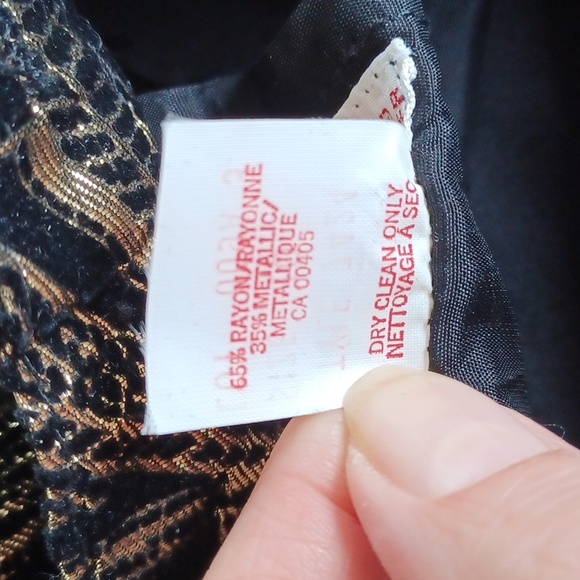 65% RAYON/RAYONNE
35% METALLIC/
METALLIQUE
CA 00405
DRY CLEAN ONLY
NETTOYAGE À SEC